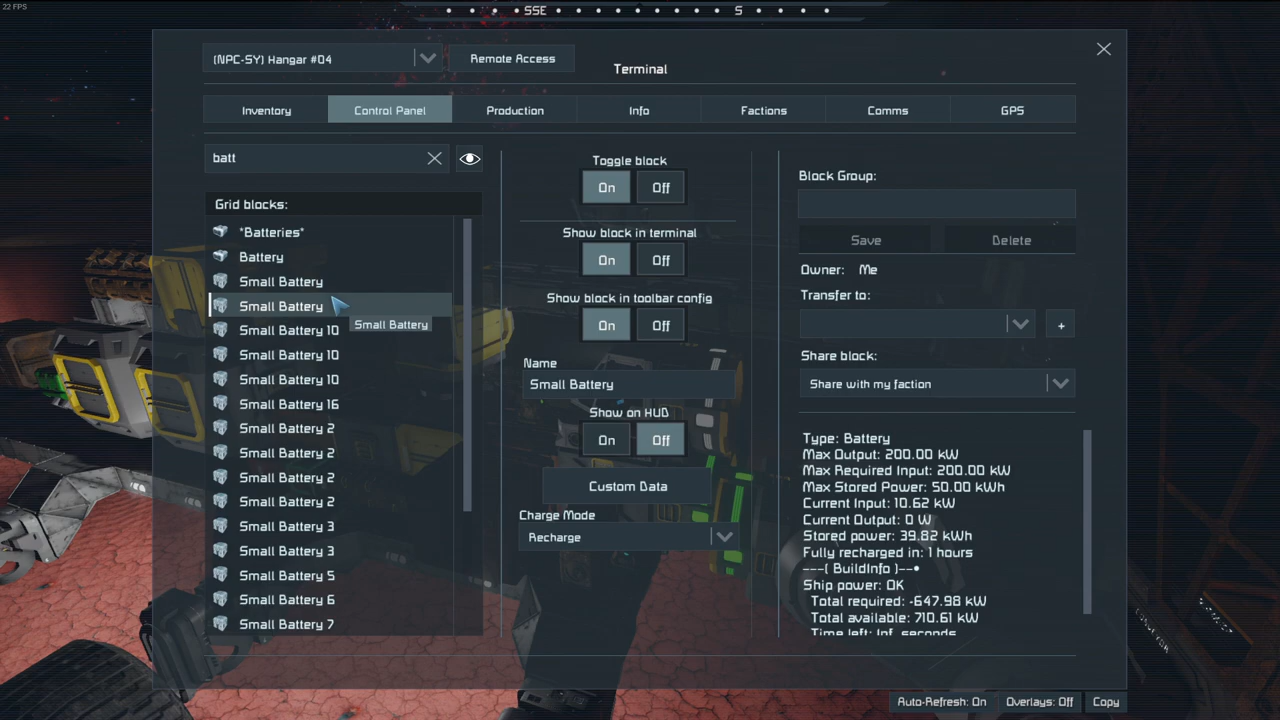 22 FPS
SSE
S
(NPC-SY) Hangar #04
Remote Access
Terminal
Inventory
Control Panel
Production
Info
Factions
Comms
GPS
batt
Grid blocks:
*Batteries*
Battery
Small Battery
Small Battery
Small Battery
Small Battery 10
Small Battery 10
Small Battery 10
Small Battery 16
Small Battery 2
Small Battery 2
Small Battery 2
Small Battery 2
Small Battery 3
Small Battery 3
Small Battery 5
Small Battery 6
Small Battery 7
Toggle block
On
Off
Show block in terminal
On
Off
Show block in toolbar config
On
Off
Name
Small Battery
Show on HUD
On
Off
Custom Data
Charge Mode
Recharge
Block Group:
Save
Delete
Owner: Me
Transfer to:
+
Share block:
Share with my faction
Type: Battery
Max Output: 200.00 kW
Max Required Input: 200.00 kW
Max Stored Power: 50.00 kWh
Current Input: 10.62 kW
Current Output: 0 W
Stored power: 39.82 kWh
Fully recharged in: 1 hours
---( BuildInfo )--•
Ship power: OK
Total required: -647.98 kW
Total available: 710.61 kW
Time left: Inf. seconds
Auto-Refresh: On
Overlays: Off
Copy